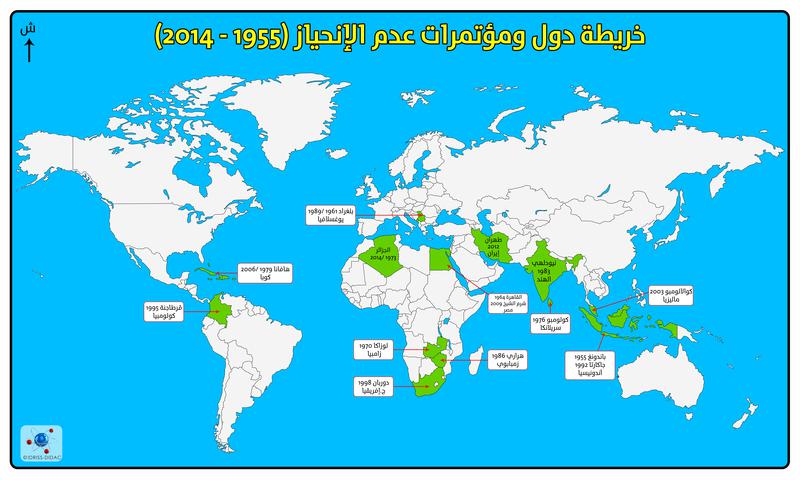 خريطة دول ومؤتمرات عدم الإنحياز (1955 - 2014)
ش
بلغراد 1961 /1989
يوغسلافيا
الجزائر
1973 /2014
طهران
2012
إيران
نيودلهي
1983
الهند
هافانا 1979 /2006
كوبا
قرطاجنة 1995
كولومبيا
القاهرة 1964
شرم الشيخ 2009
مصر
كولومبو 1976
سريلانكا
كوالالومبو 2003
ماليزيا
لوزاكا 1970
زامبيا
هراري 1986
زمبابوي
دوربان 1998
ج.إفريقيا
باندونغ 1955
جاكارتا 1992
أندونيسيا
©IDRISS-DIDAC